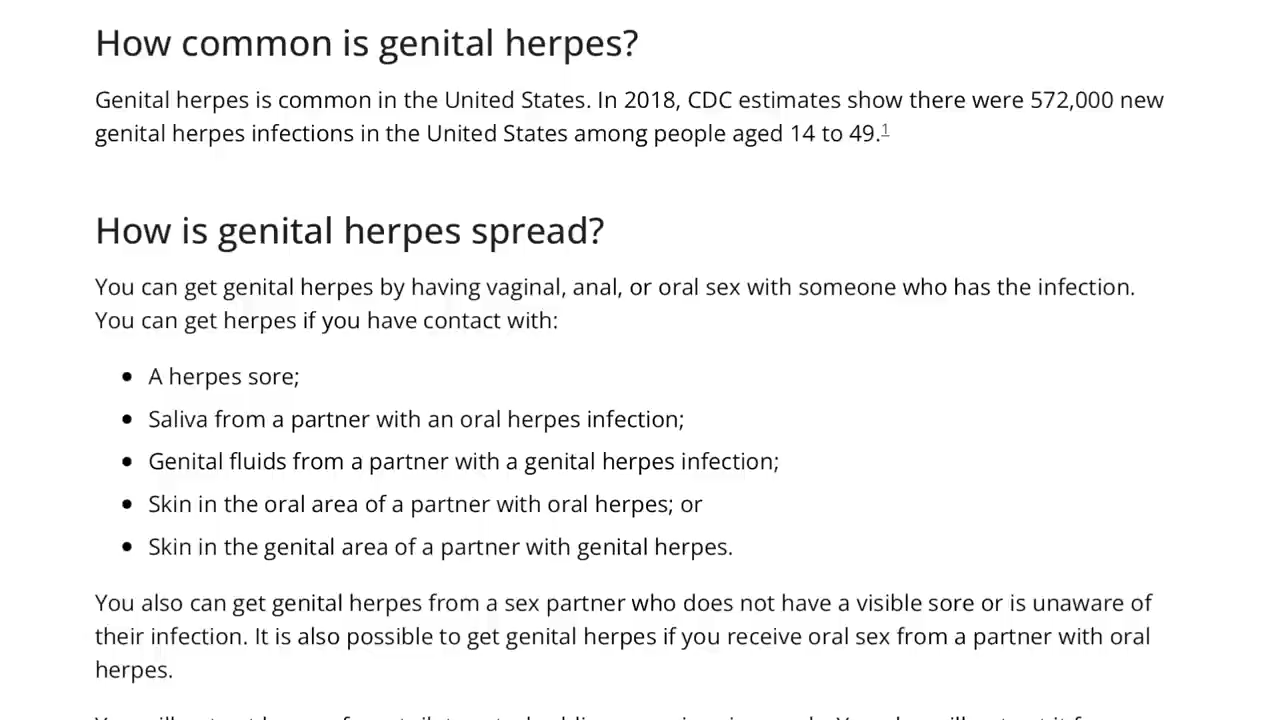 How common is genital herpes?
Genital herpes is common in the United States. In 2018, CDC estimates show there were 572,000 new
genital herpes infections in the United States among people aged 14 to 49.1
How is genital herpes spread?
You can get genital herpes by having vaginal, anal, or oral sex with someone who has the infection.
You can get herpes if you have contact with:
• A herpes sore;
• Saliva from a partner with an oral herpes infection;
• Genital fluids from a partner with a genital herpes infection;
• Skin in the oral area of a partner with oral herpes; or
• Skin in the genital area of a partner with genital herpes.
You also can get genital herpes from a sex partner who does not have a visible sore or is unaware of
their infection. It is also possible to get genital herpes if you receive oral sex from a partner with oral
herpes.